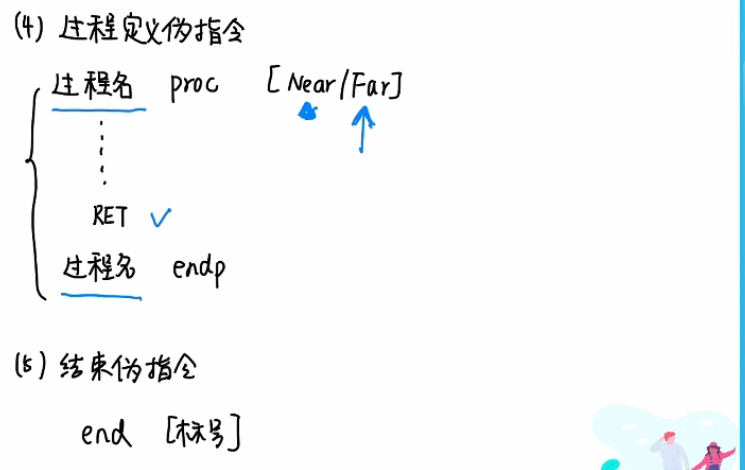 (4) 过程定义伪指令
过程名 proc [Near/Far]
RET
过程名 endp
(5) 结束伪指令
end [标号]